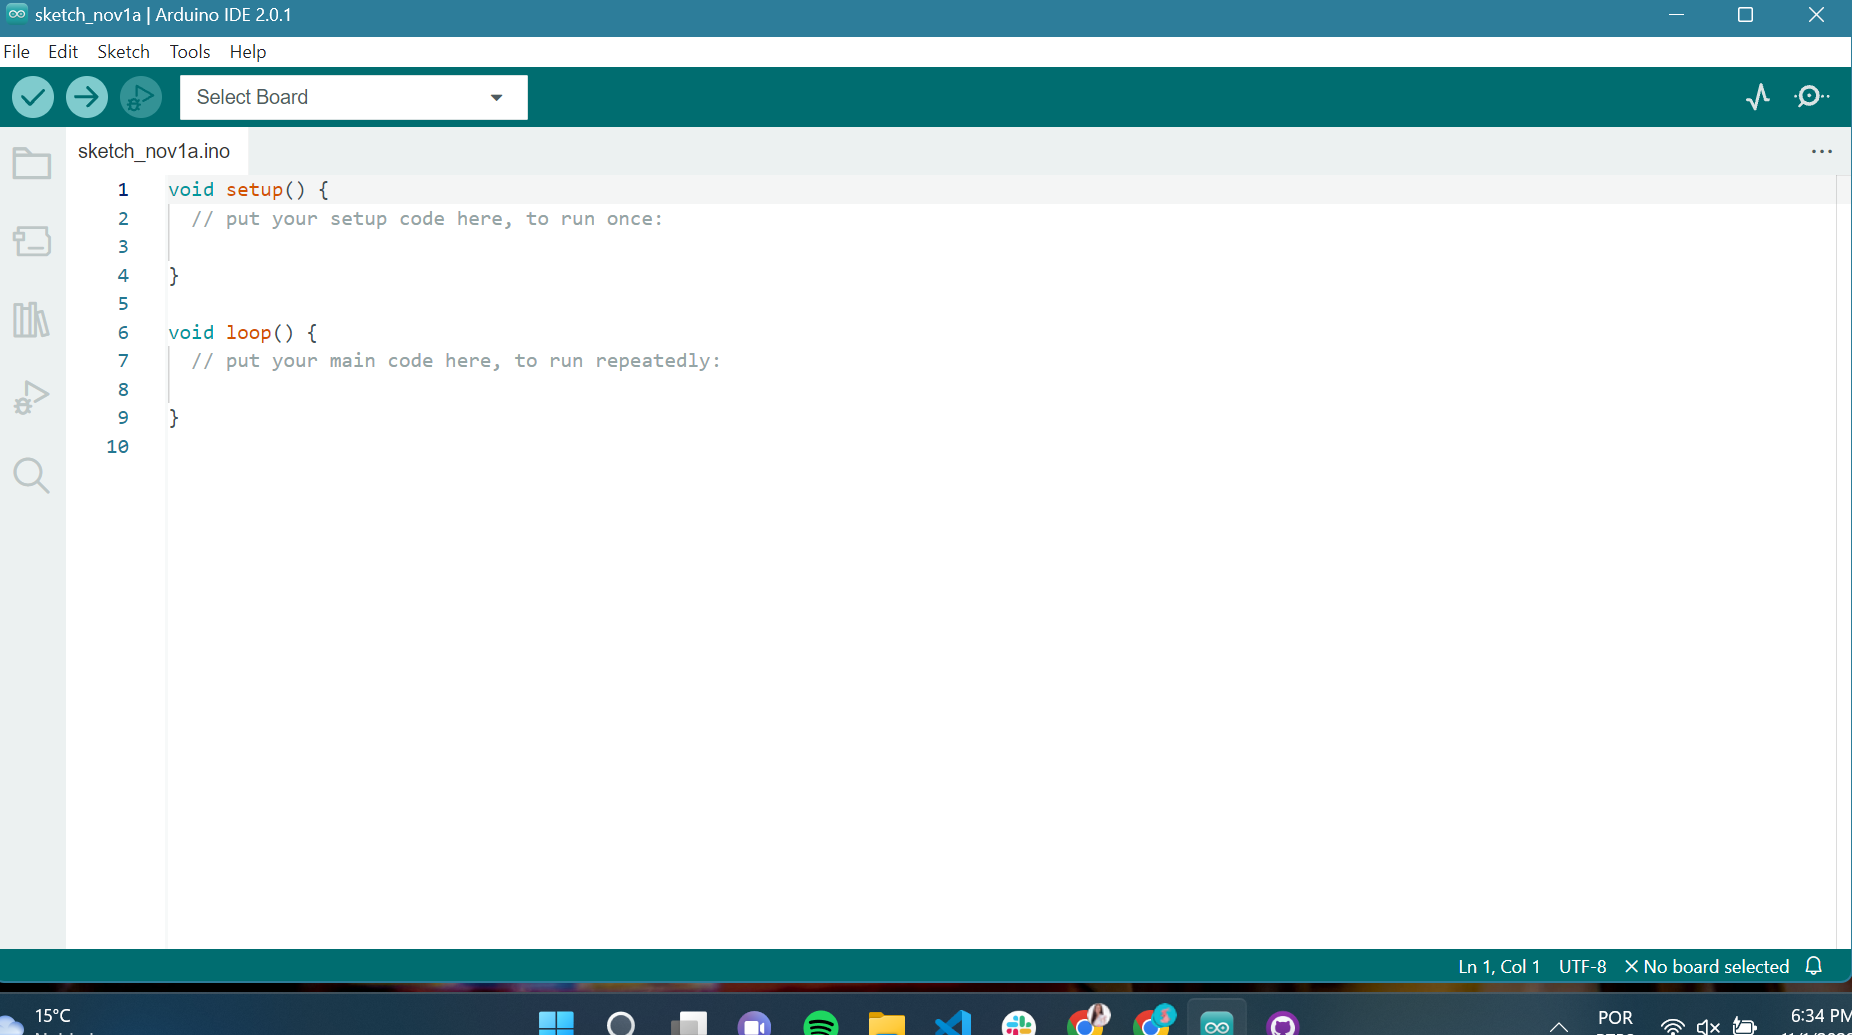 sketch_nov1a | Arduino IDE 2.0.1
File Edit Sketch Tools Help
Select Board
sketch_nov1a.ino
1 void setup() {
2 // put your setup code here, to run once:
3
4 }
5
6 void loop() {
7 // put your main code here, to run repeatedly:
8
9 }
10
Ln 1, Col 1 UTF-8 × No board selected
15°C
POR
6:34 PM